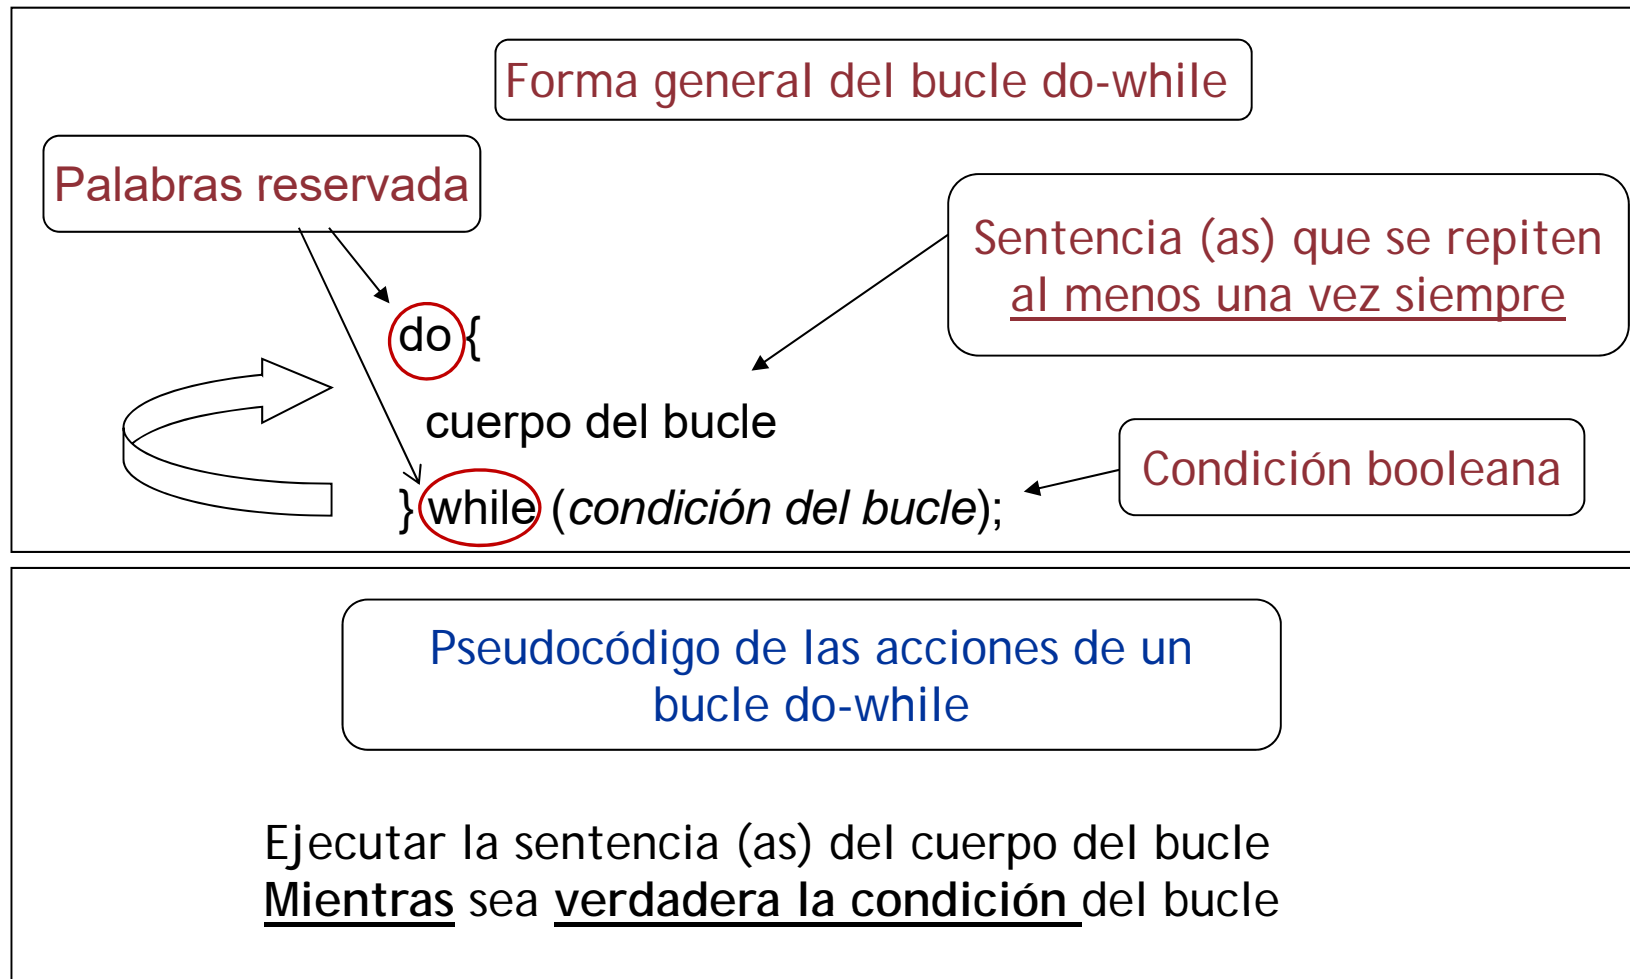 Forma general del bucle do-while
Palabras reservada
Sentencia (as) que se repiten
al menos una vez siempre
do {
cuerpo del bucle
Condición booleana
} while (condición del bucle);
Pseudocódigo de las acciones de un
bucle do-while
Ejecutar la sentencia (as) del cuerpo del bucle
Mientras sea verdadera la condición del bucle